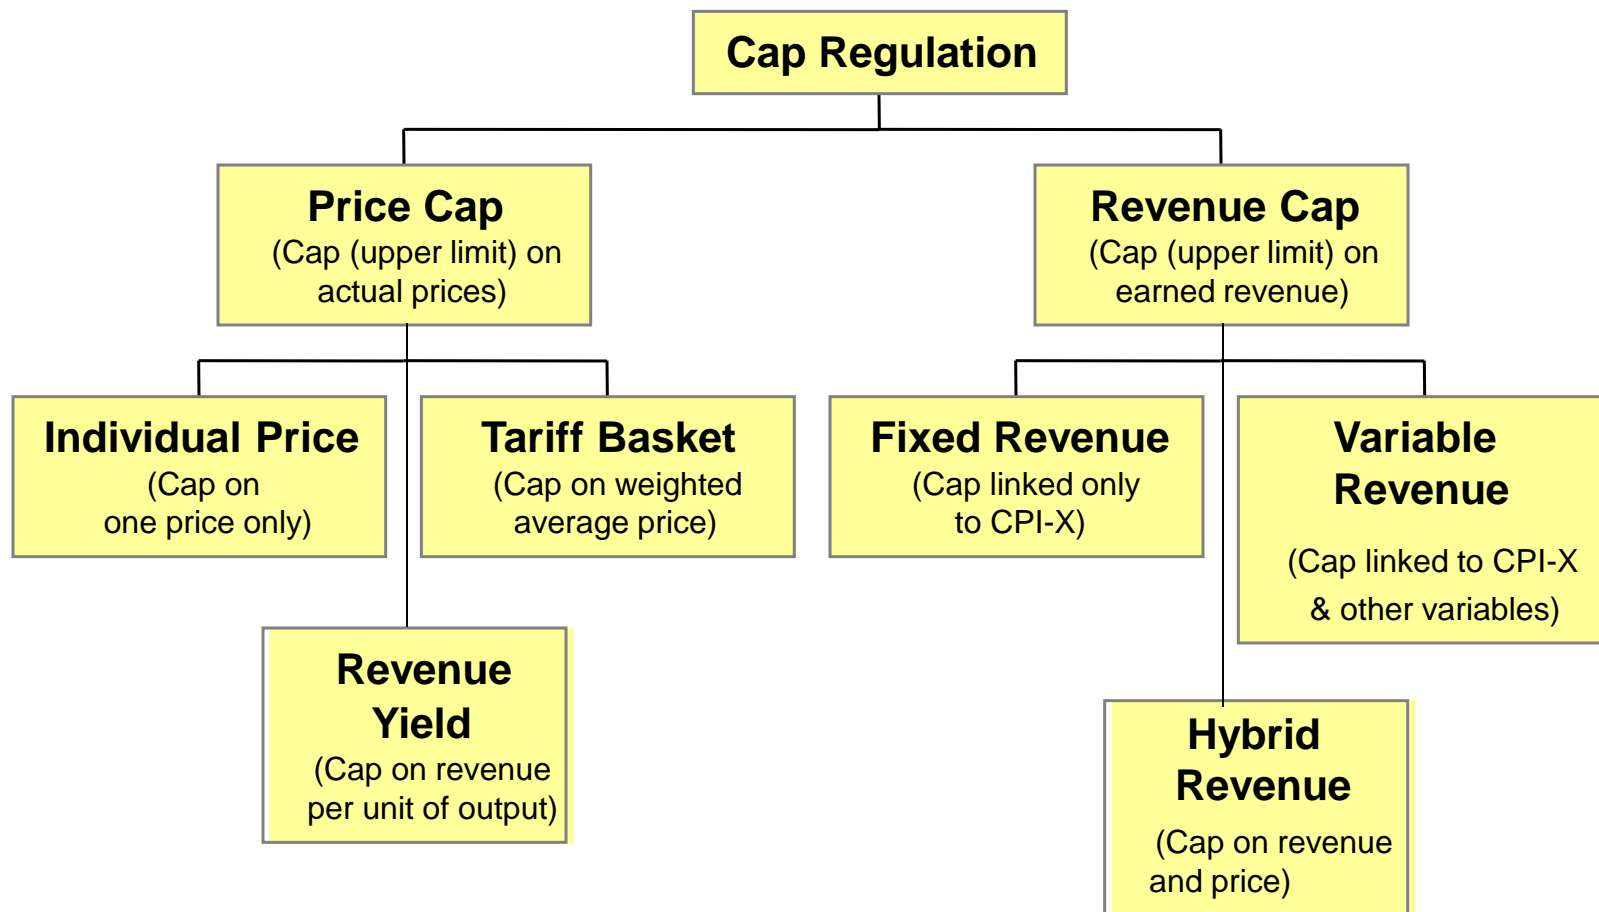 Cap Regulation
Price Cap
(Cap (upper limit) on
actual prices)
Revenue Cap
(Cap (upper limit) on
earned revenue)
Individual Price
(Cap on
one price only)
Tariff Basket
(Cap on weighted
average price)
Fixed Revenue
(Cap linked only
to CPI-X)
Variable
Revenue
(Cap linked to CPI-X
& other variables)
Revenue
Yield
(Cap on revenue
per unit of output)
Hybrid
Revenue
(Cap on revenue
and price)